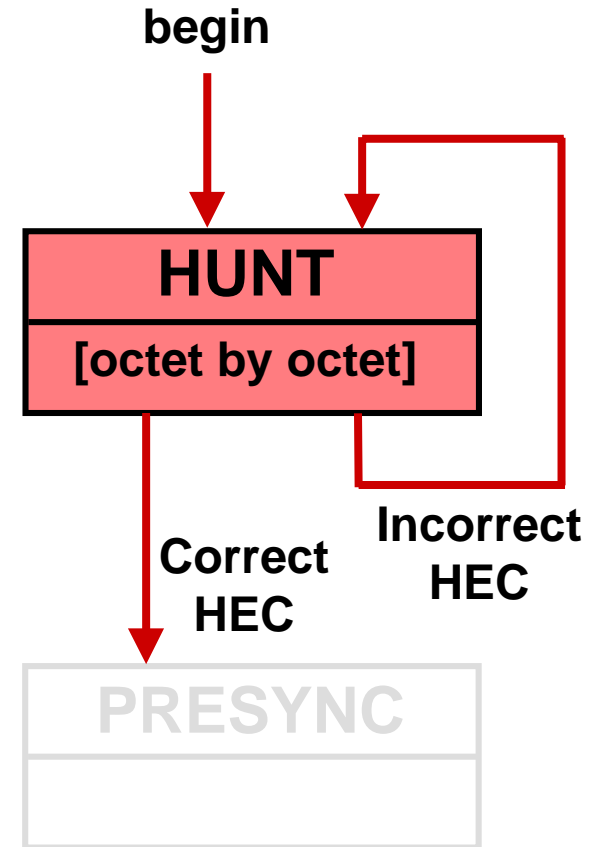 begin
HUNT
[octet by octet]
Incorrect
HEC
Correct
HEC
PRESYNC